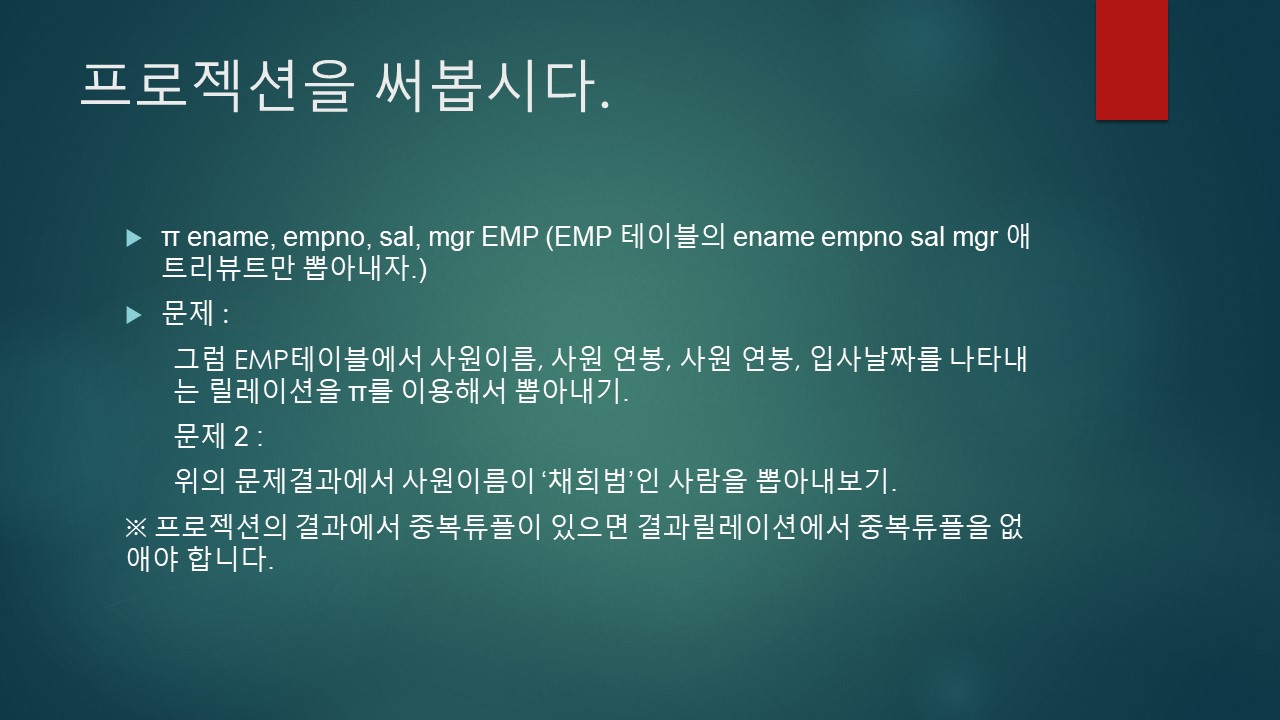 프로젝션을 써봅시다.
π ename, empno, sal, mgr EMP (EMP 테이블의 ename empno sal mgr 애
트리뷰트만 뽑아내자.)
문제 :
그럼 EMP테이블에서 사원이름, 사원 연봉, 사원 연봉, 입사날짜를 나타내
는 릴레이션을 π를 이용해서 뽑아내기.
문제 2 :
위의 문제결과에서 사원이름이 ‘채희범’인 사람을 뽑아내보기.
※ 프로젝션의 결과에서 중복튜플이 있으면 결과릴레이션에서 중복튜플을 없
애야 합니다.